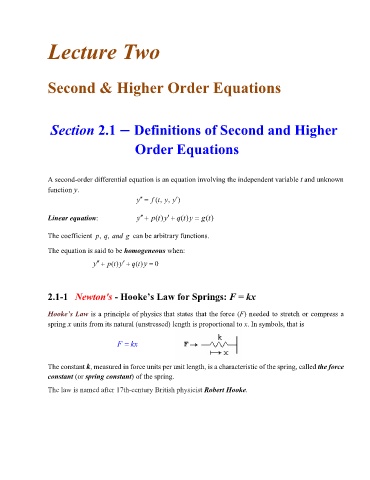 Lecture Two
Second & Higher Order Equations
Section 2.1 – Definitions of Second and Higher
Order Equations
A second-order differential equation is an equation involving the independent variable t and unknown
function y.
y″ = f(t, y, y′)
Linear equation: y″ + p(t)y′ + q(t)y = g(t)
The coefficient p, q, and g can be arbitrary functions.
The equation is said to be homogeneous when:
y″ + p(t)y′ + q(t)y = 0
2.1-1 Newton's - Hooke's Law for Springs: F = kx
Hooke's Law is a principle of physics that states that the force (F) needed to stretch or compress a
spring x units from its natural (unstressed) length is proportional to x. In symbols, that is
k
F = kx F →
x
The constant k, measured in force units per unit length, is a characteristic of the spring, called the force
constant (or spring constant) of the spring.
The law is named after 17th-century British physicist Robert Hooke.